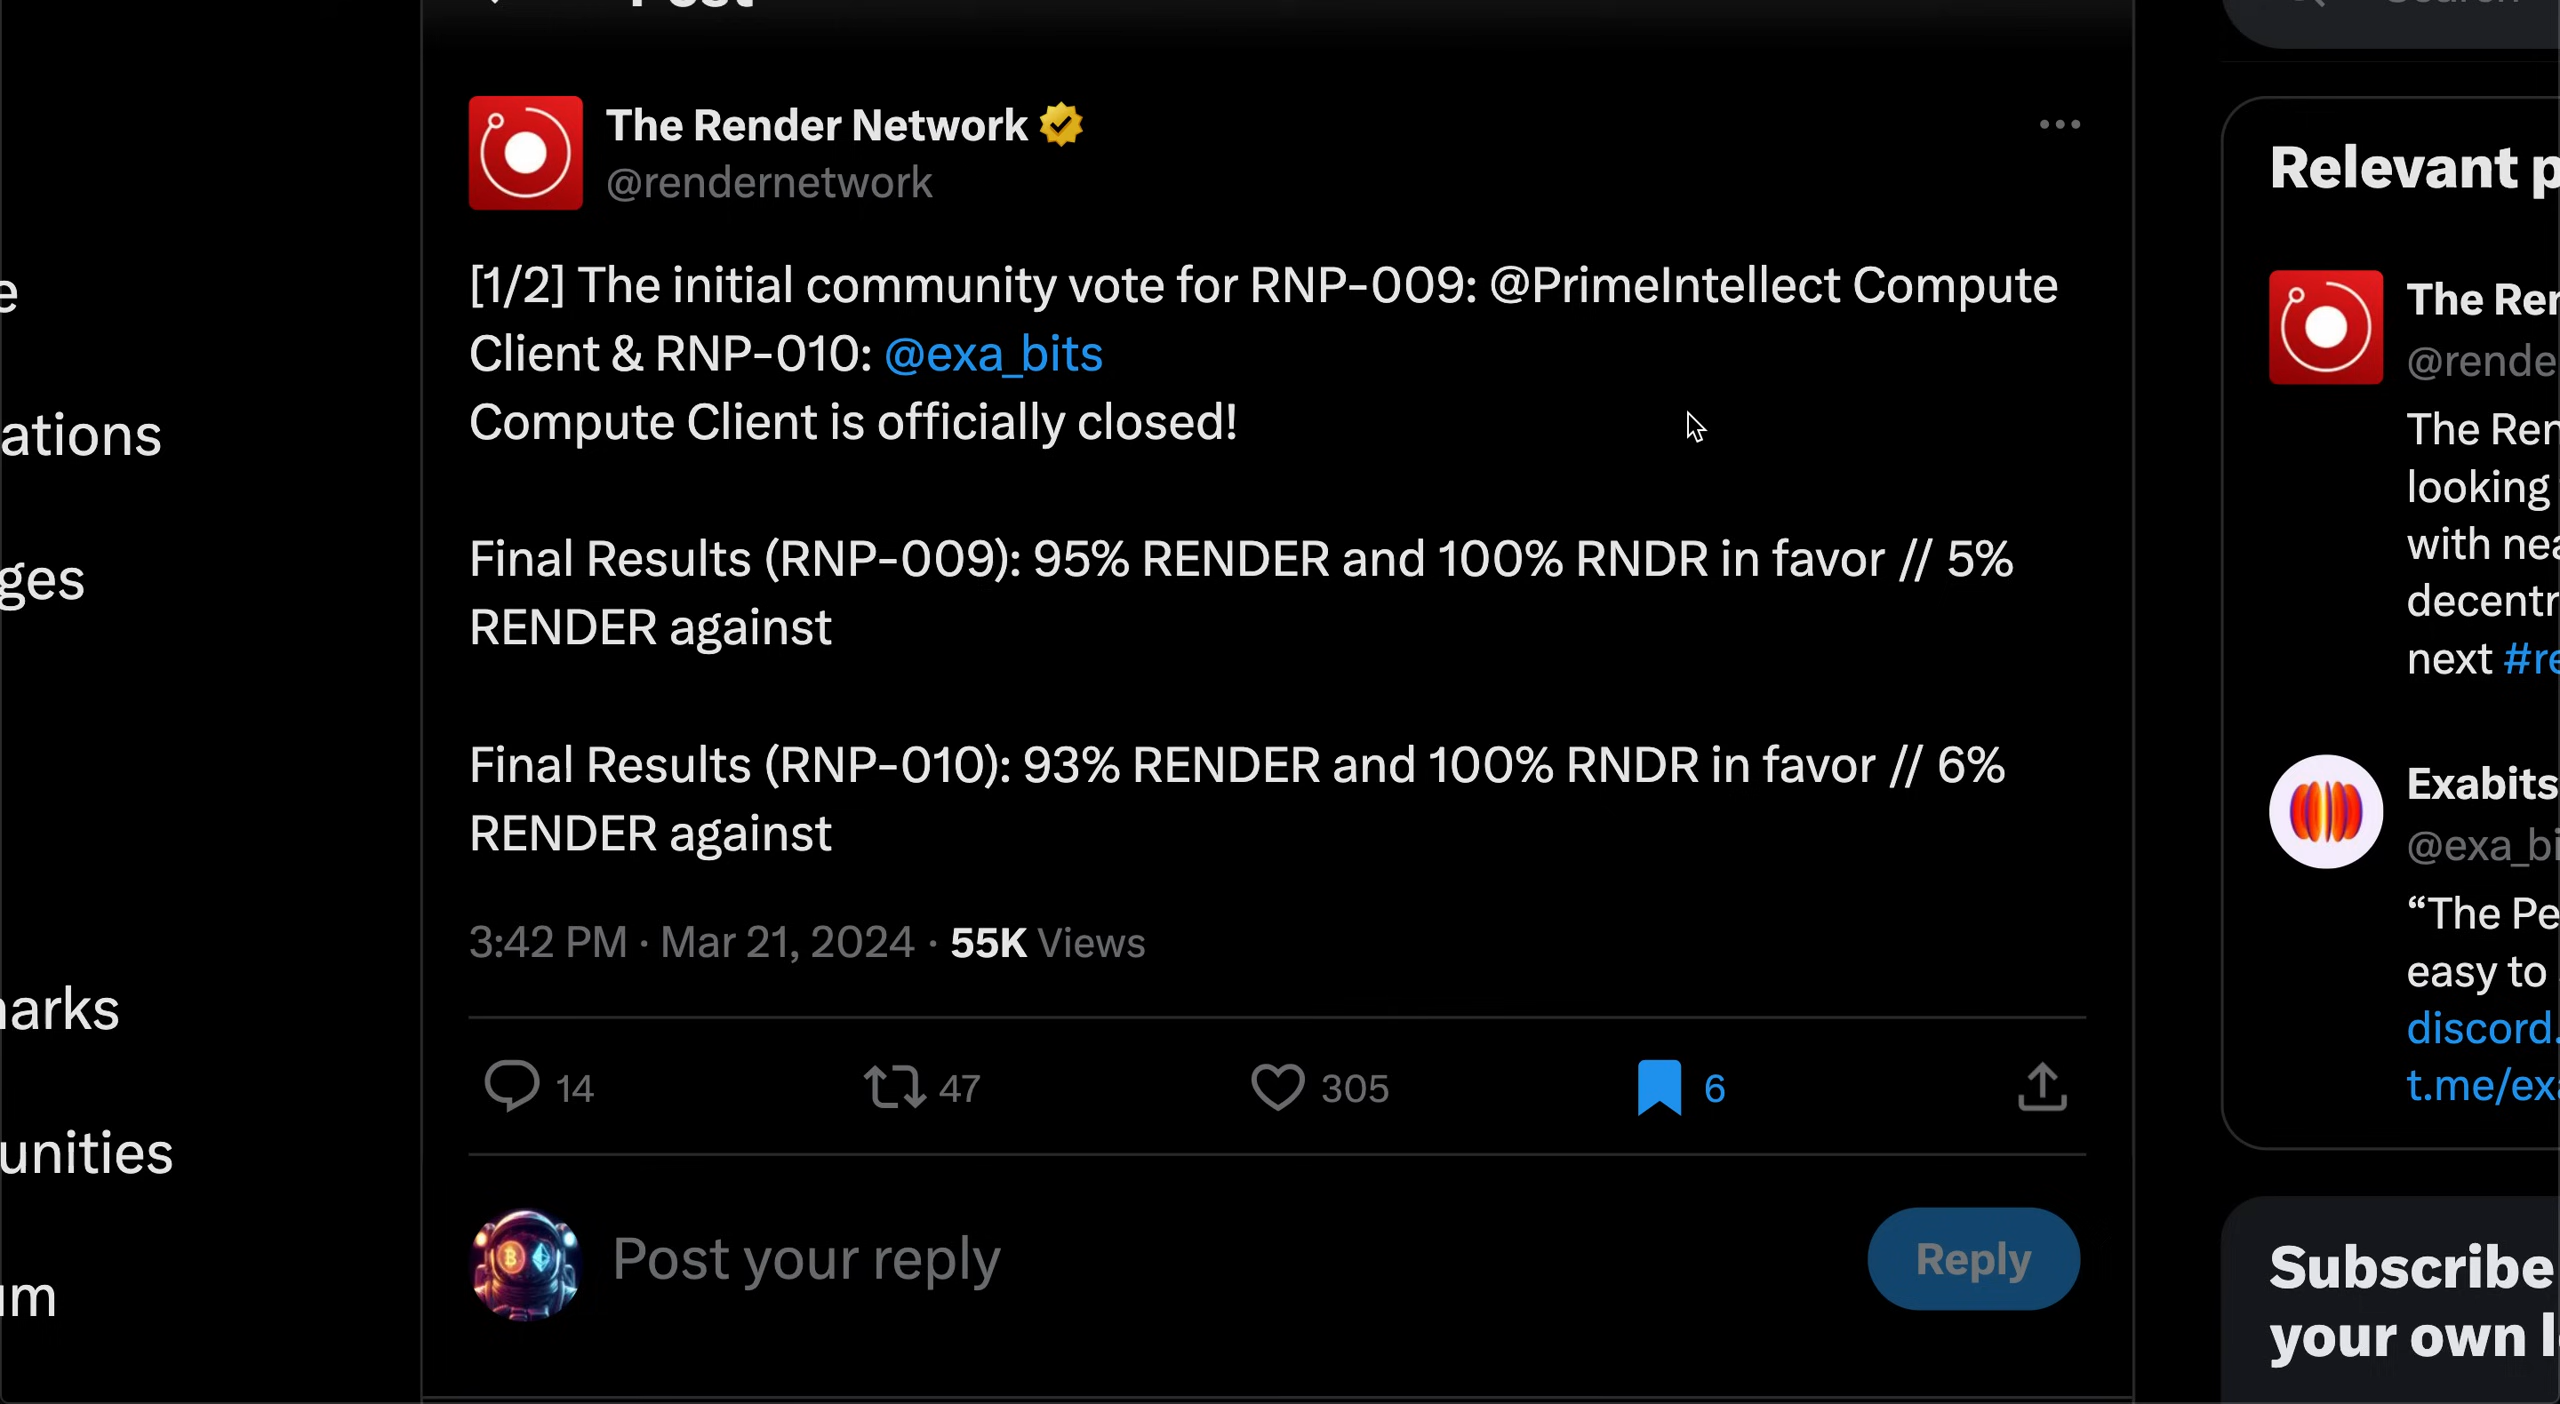 Post
The Render Network
@rendernetwork
[1/2] The initial community vote for RNP-009: @PrimeIntellect Compute
Client & RNP-010: @exa_bits
Compute Client is officially closed!
Final Results (RNP-009): 95% RENDER and 100% RNDR in favor // 5%
RENDER against
Final Results (RNP-010): 93% RENDER and 100% RNDR in favor // 6%
RENDER against
3:42 PM · Mar 21, 2024 · 55K Views
14 47 305 6
Post your reply
Reply
e
ations
ges
arks
unities
um
Search
Relevant p
The Ren
@rende
The Ren
looking
with nea
decentr
next #re
Exabits
@exa_bi
“The Pe
easy to
discord.
t.me/exa
Subscribe
your own l